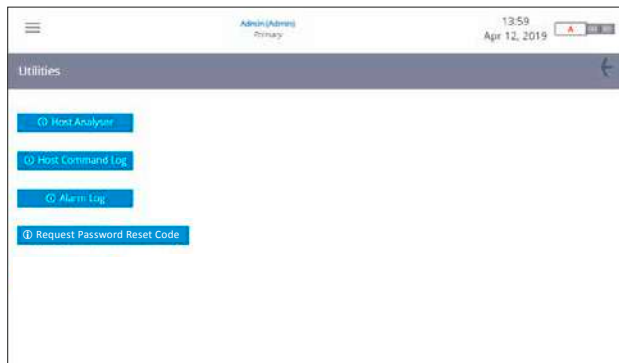 Admin (Admin)
Primary
13:59
Apr 12, 2019
A
Utilities
Host Analyser
Host Command Log
Alarm Log
Request Password Reset Code